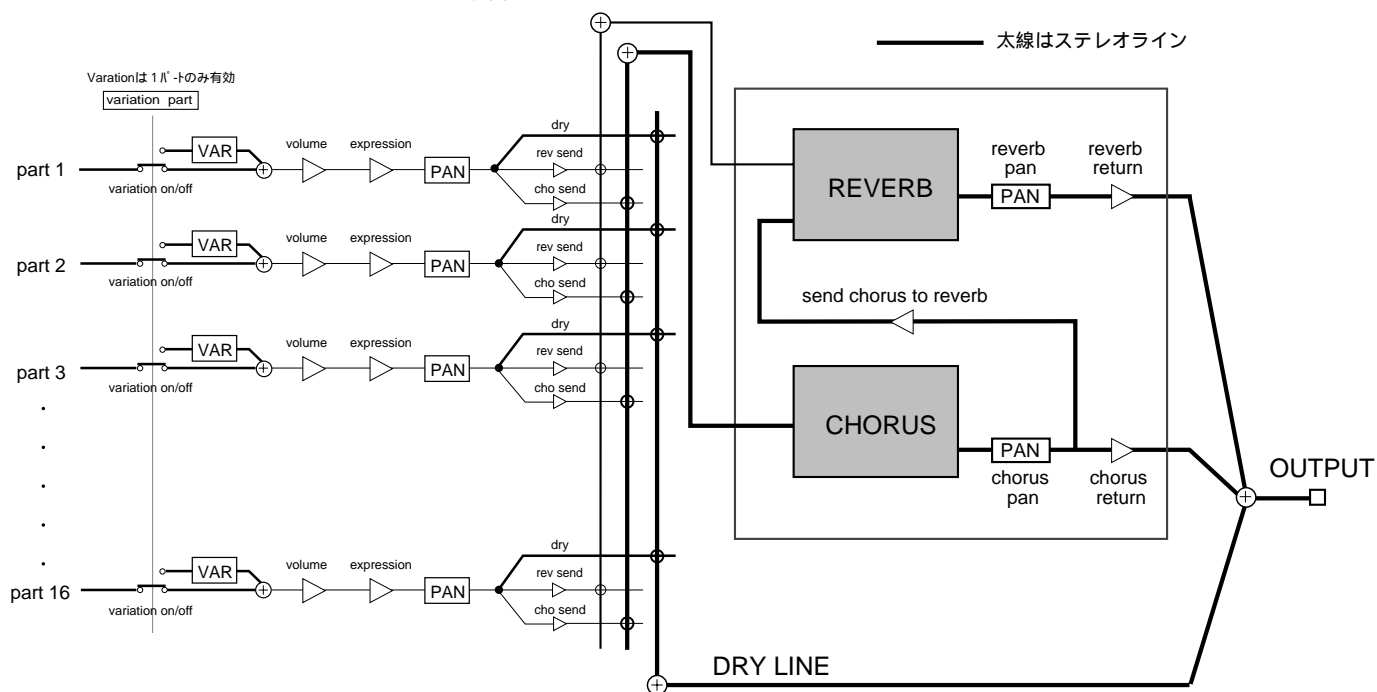 太線はステレオライン
Varationは1ﾊﾟｰﾄのみ有効
variation part
part 1
VAR
variation on/off
volume
expression
PAN
dry
rev send
cho send
part 2
VAR
variation on/off
volume
expression
PAN
dry
rev send
cho send
part 3
VAR
variation on/off
volume
expression
PAN
dry
rev send
cho send
part 16
VAR
variation on/off
volume
expression
PAN
dry
rev send
cho send
REVERB
reverb
pan
PAN
reverb
return
send chorus to reverb
CHORUS
PAN
chorus
pan
chorus
return
OUTPUT
DRY LINE